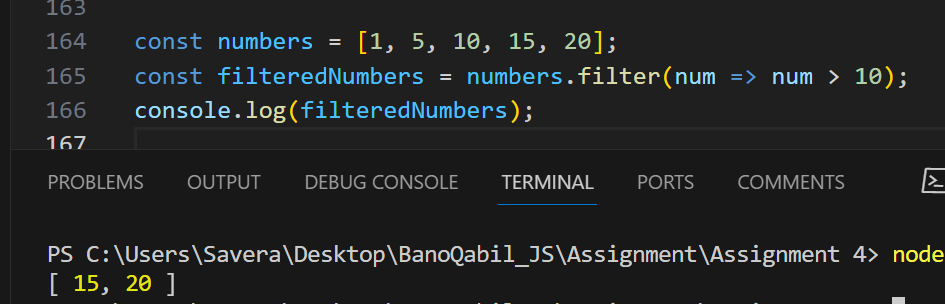 163
164 const numbers = [1, 5, 10, 15, 20];
165 const filteredNumbers = numbers.filter(num => num > 10);
166 console.log(filteredNumbers);
167
PROBLEMS OUTPUT DEBUG CONSOLE TERMINAL PORTS COMMENTS
PS C:\Users\Savera\Desktop\BanoQabil_JS\Assignment\Assignment 4> node
[ 15, 20 ]